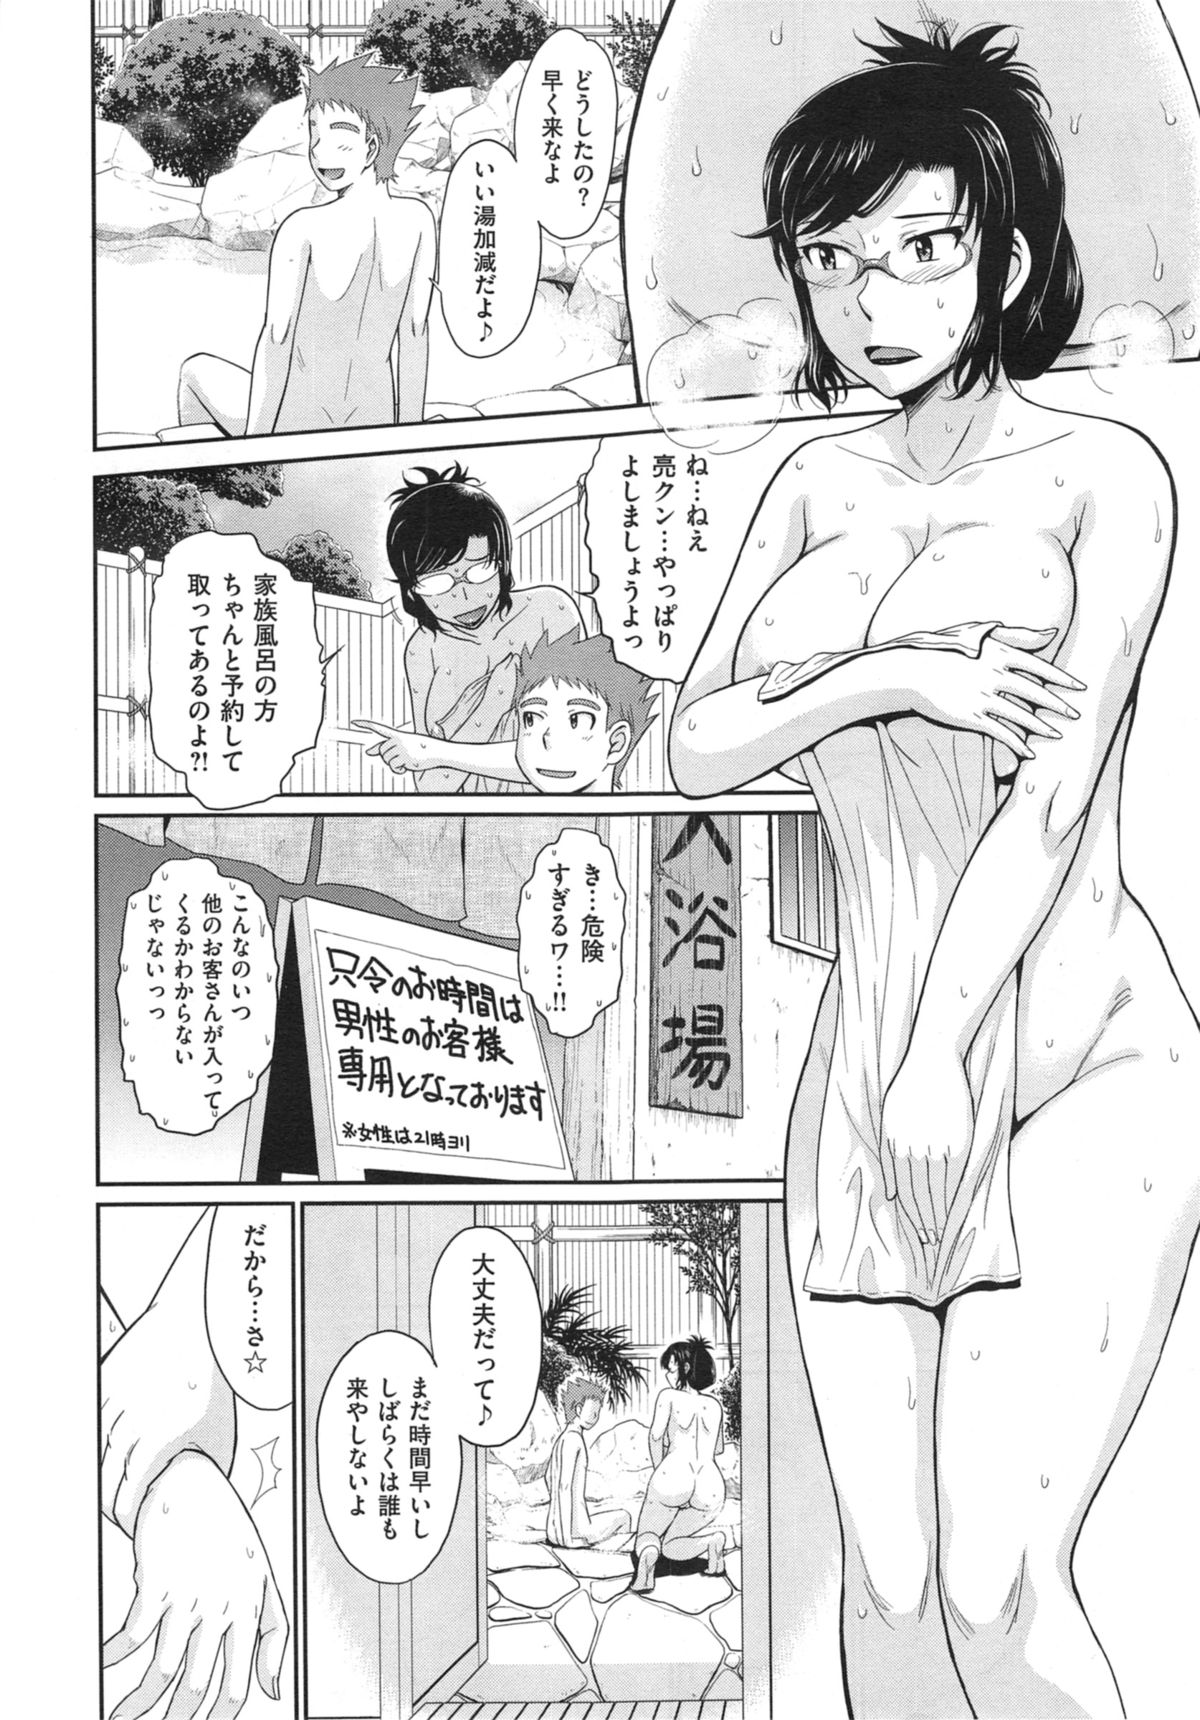 どうしたの?
早く来なよ
いい湯加減だよ♪
ね…ねえ
亮クン…やっぱり
よしましょうよっ
家族風呂の方
ちゃんと予約して
取ってあるのよ?!
入浴場
き…危険
すぎるワ…!!
只今のお時間は
男性のお客様
専用となっております
※女性は21時ヨリ
こんなのいつ
他のお客さんが入って
くるかわからない
じゃないっっ
大丈夫だって♪
まだ時間早いし
しばらくは誰も
来やしないよ
だから…さ☆